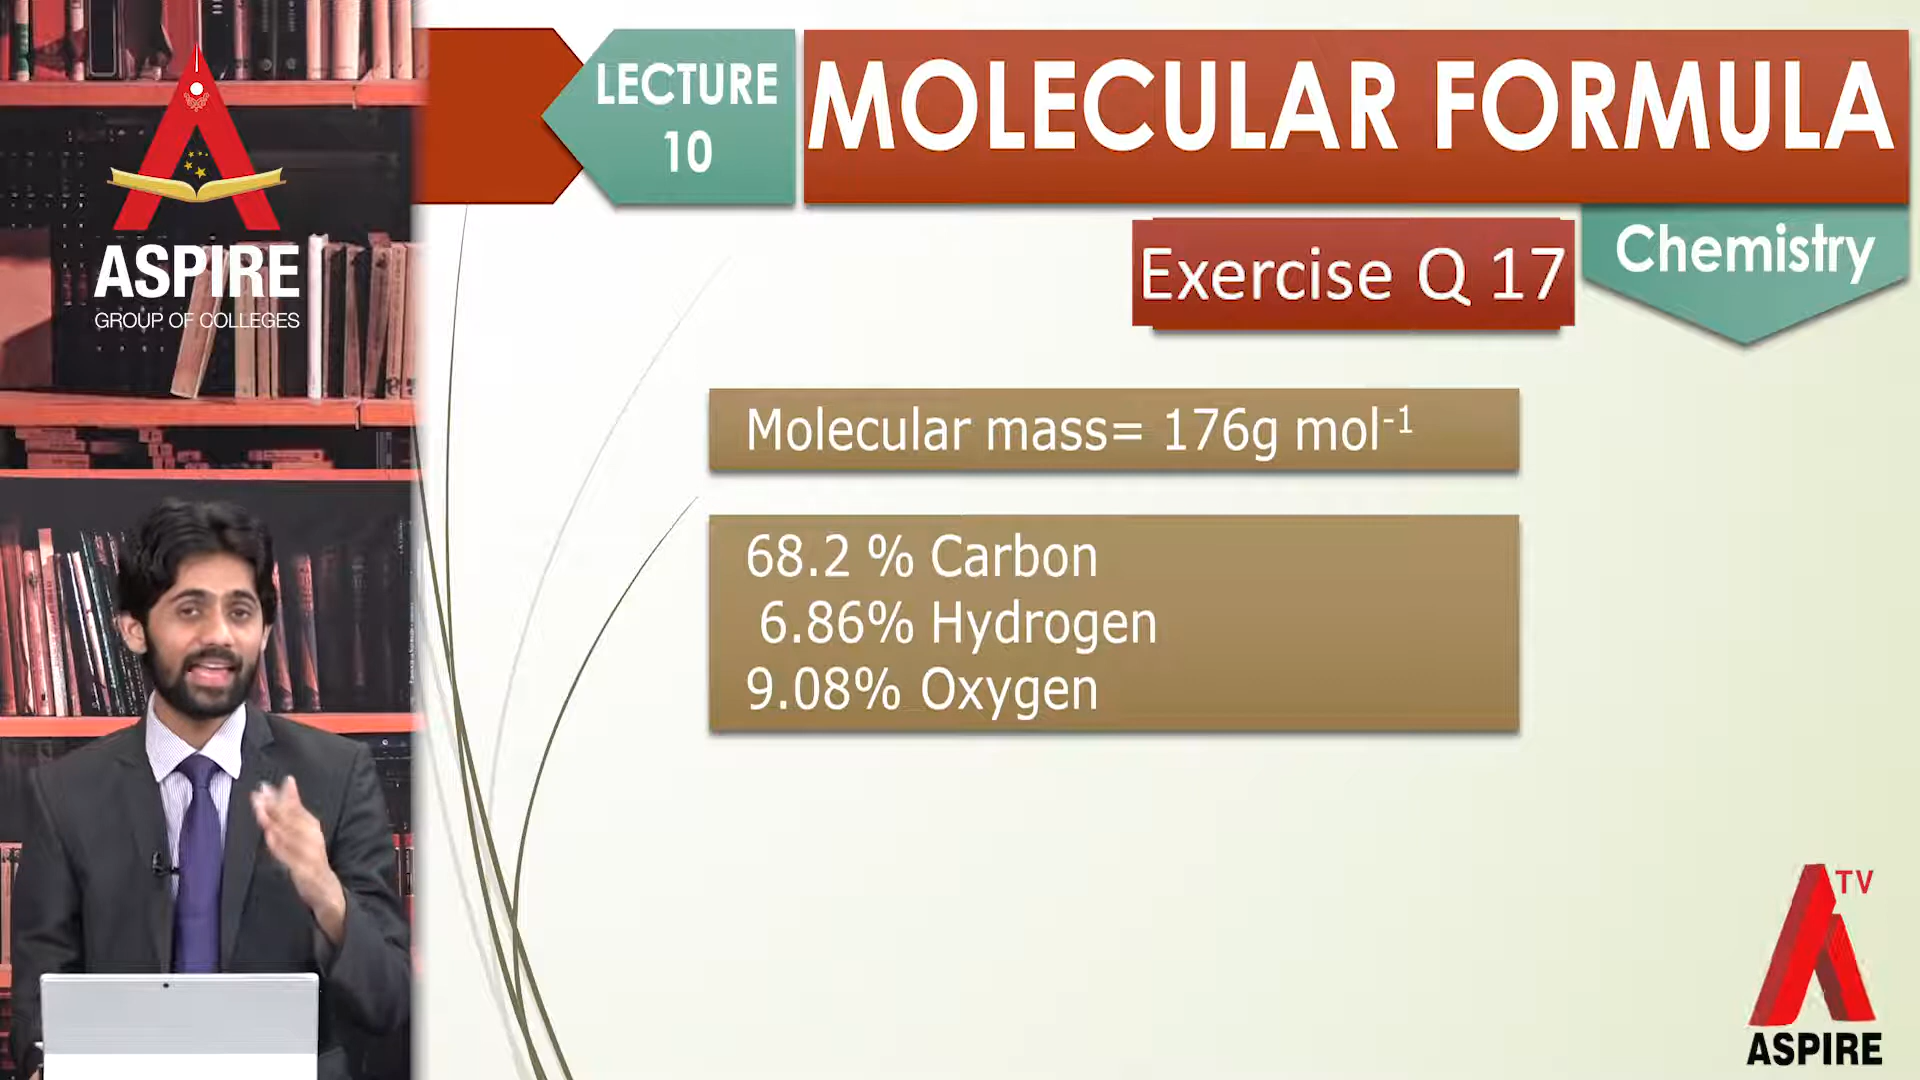 ASPIRE
GROUP OF COLLEGES
LECTURE
10
MOLECULAR FORMULA
Chemistry
Exercise Q 17
Molecular mass= 176g mol⁻¹
68.2 % Carbon
6.86% Hydrogen
9.08% Oxygen
TV
ASPIRE